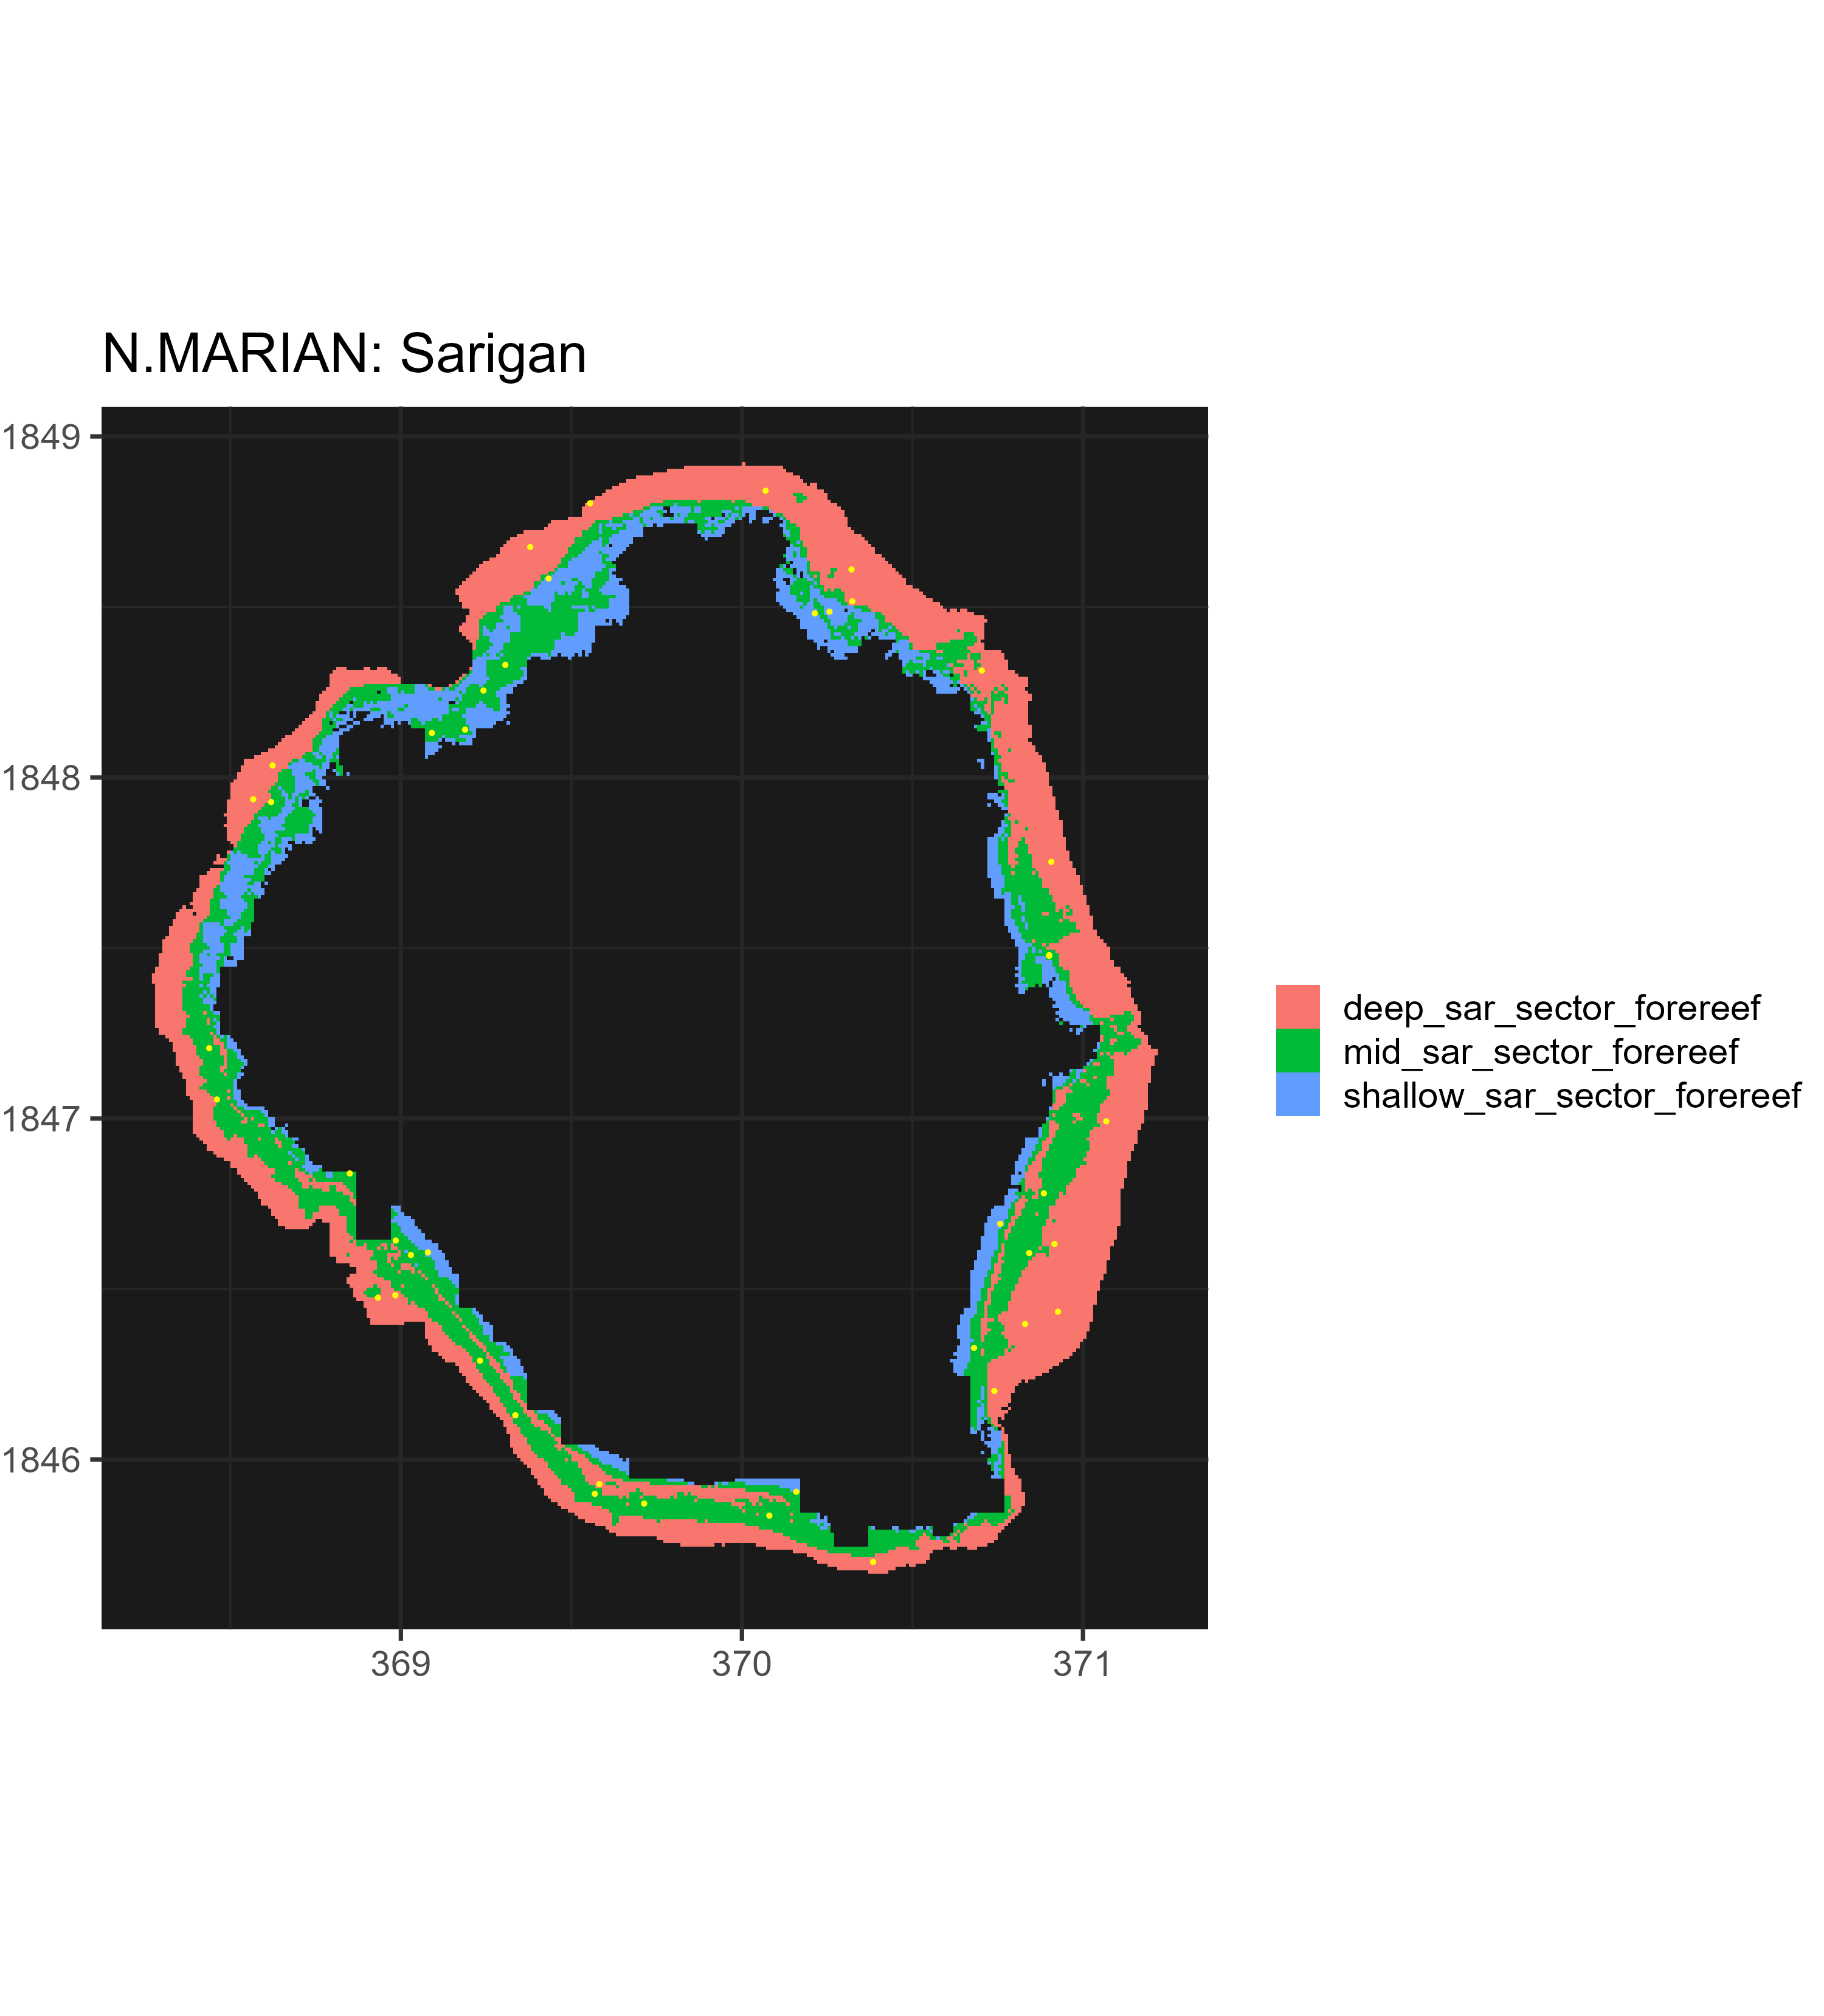 N.MARIAN: Sarigan
1849
1848
1847
1846
369
370
371
deep_sar_sector_forereef
mid_sar_sector_forereef
shallow_sar_sector_forereef